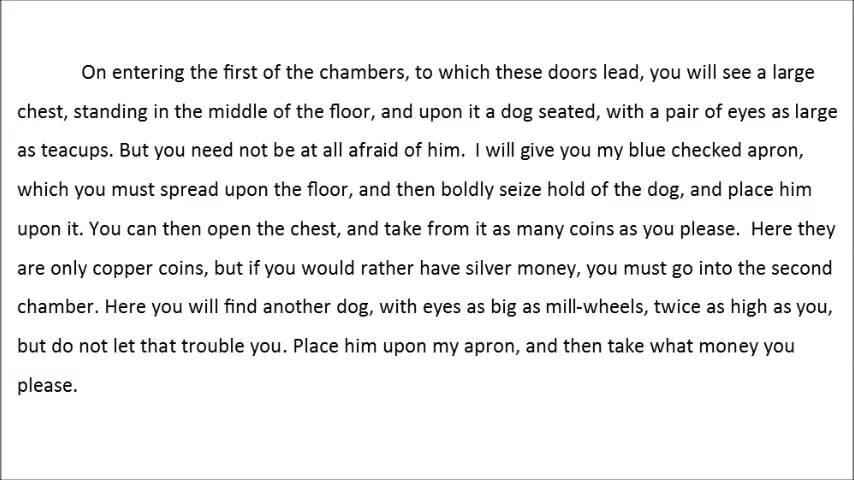 On entering the first of the chambers, to which these doors lead, you will see a large
chest, standing in the middle of the floor, and upon it a dog seated, with a pair of eyes as large
as teacups. But you need not be at all afraid of him.  I will give you my blue checked apron,
which you must spread upon the floor, and then boldly seize hold of the dog, and place him
upon it. You can then open the chest, and take from it as many coins as you please.  Here they
are only copper coins, but if you would rather have silver money, you must go into the second
chamber. Here you will find another dog, with eyes as big as mill-wheels, twice as high as you,
but do not let that trouble you. Place him upon my apron, and then take what money you
please.